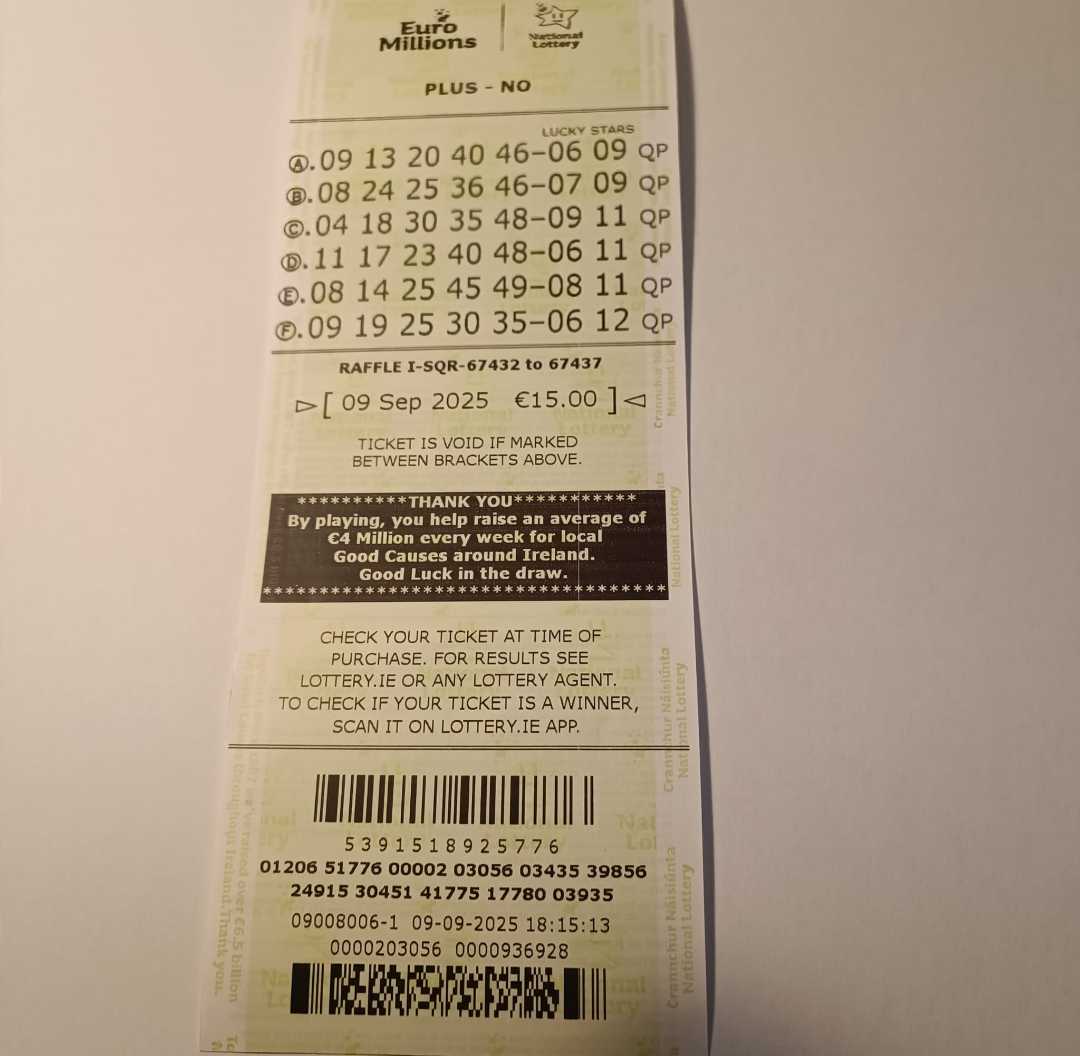 Euro Millions
National Lottery
PLUS - NO
LUCKY STARS
Ⓐ.09 13 20 40 46-06 09 QP
Ⓑ.08 24 25 36 46-07 09 QP
Ⓒ.04 18 30 35 48-09 11 QP
Ⓓ.11 17 23 40 48-06 11 QP
Ⓔ.08 14 25 45 49-08 11 QP
Ⓕ.09 19 25 30 35-06 12 QP
RAFFLE I-SQR-67432 to 67437
▷[ 09 Sep 2025 €15.00 ]◁
TICKET IS VOID IF MARKED
BETWEEN BRACKETS ABOVE.
**********THANK YOU***********
By playing, you help raise an average of
€4 Million every week for local
Good Causes around Ireland.
Good Luck in the draw.
**********************************
CHECK YOUR TICKET AT TIME OF
PURCHASE. FOR RESULTS SEE
LOTTERY.IE OR ANY LOTTERY AGENT.
TO CHECK IF YOUR TICKET IS A WINNER,
SCAN IT ON LOTTERY.IE APP.
5391518925776
01206 51776 00002 03056 03435 39856
24915 30451 41775 17780 03935
09008006-1 09-09-2025 18:15:13
0000203056 0000936928
Crannchur Náisiúnta
National Lottery